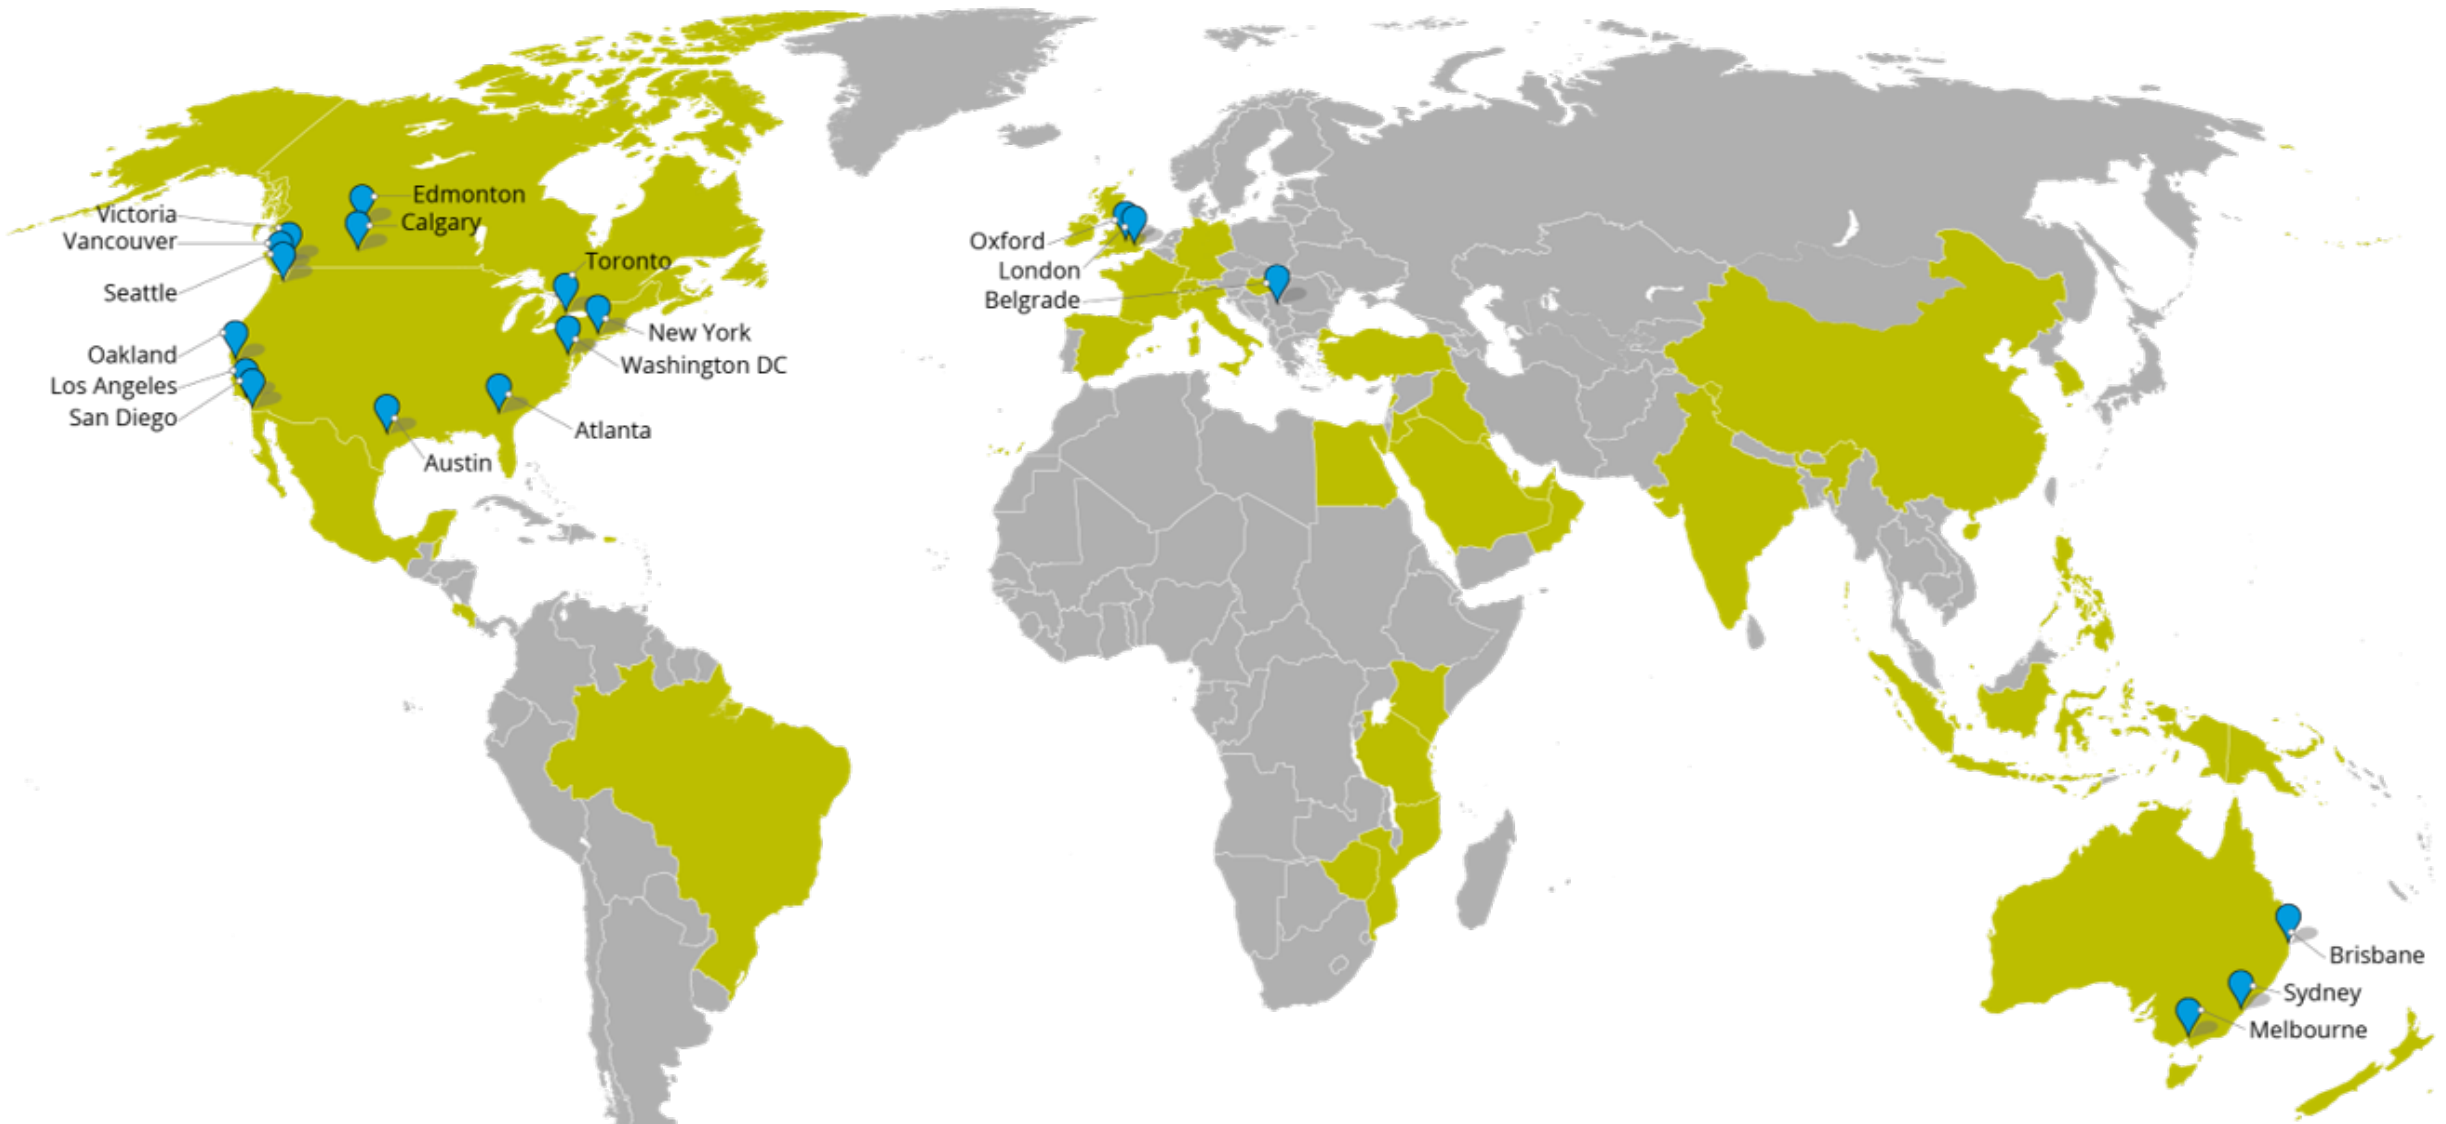 Edmonton
Victoria
Calgary
Vancouver
Toronto
Seattle
New York
Oakland
Washington DC
Los Angeles
San Diego
Atlanta
Austin
Oxford
London
Belgrade
Brisbane
Sydney
Melbourne